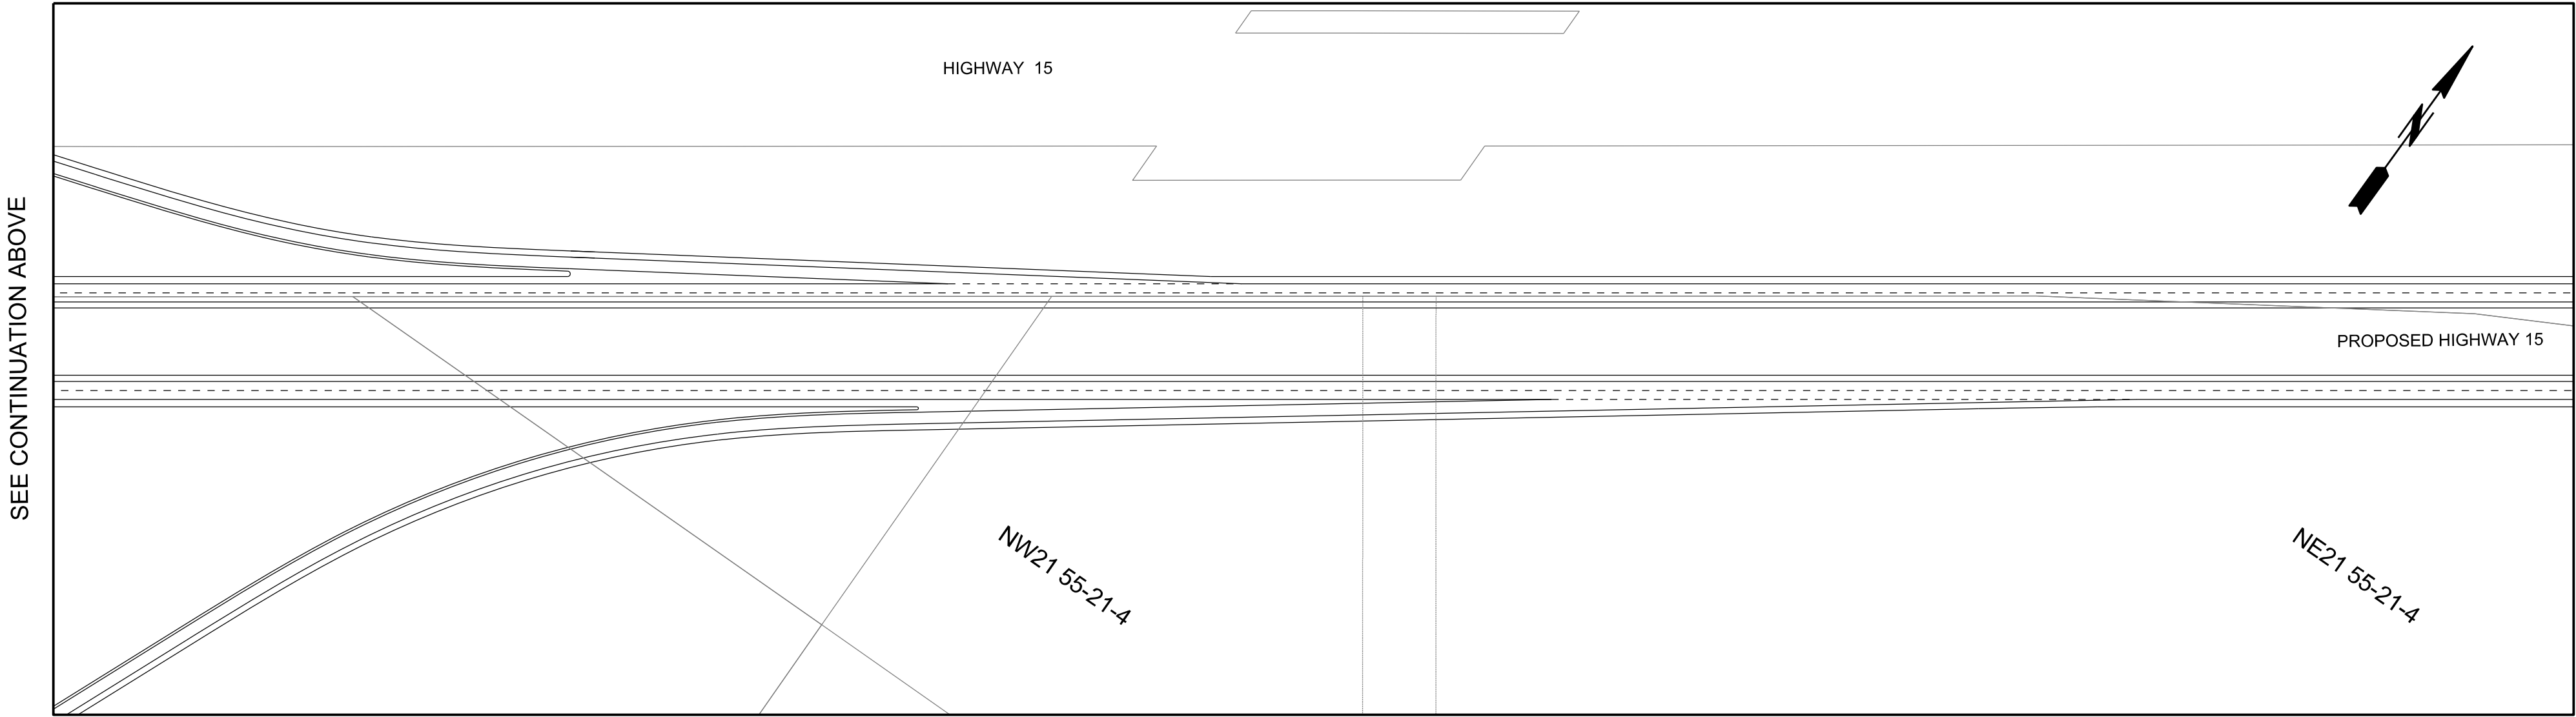 HIGHWAY 15
SEE CONTINUATION ABOVE
N
PROPOSED HIGHWAY 15
NW21 55-21-4
NE21 55-21-4